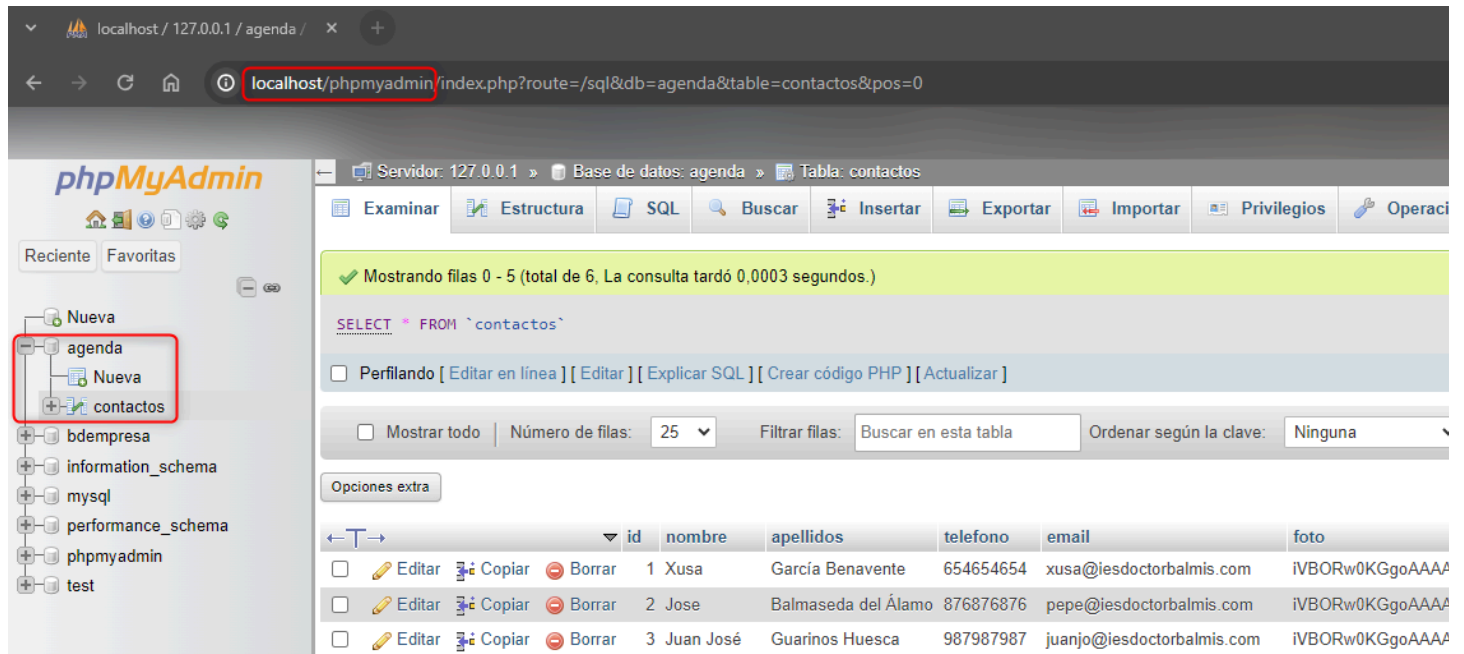 localhost / 127.0.0.1 / agenda /
localhost/phpmyadmin/index.php?route=/sql&db=agenda&table=contactos&pos=0
phpMyAdmin
Reciente Favoritas
Nueva
agenda
Nueva
contactos
bdempresa
information_schema
mysql
performance_schema
phpmyadmin
test
Servidor: 127.0.0.1 » Base de datos: agenda » Tabla: contactos
Examinar Estructura SQL Buscar Insertar Exportar Importar Privilegios Operaci
Mostrando filas 0 - 5 (total de 6, La consulta tardó 0,0003 segundos.)
SELECT * FROM `contactos`
Perfilando [ Editar en línea ] [ Editar ] [ Explicar SQL ] [ Crear código PHP ] [ Actualizar ]
Mostrar todo | Número de filas: 25 Filtrar filas: Buscar en esta tabla Ordenar según la clave: Ninguna
Opciones extra
←T→ id nombre apellidos telefono email foto
Editar Copiar Borrar 1 Xusa García Benavente 654654654 xusa@iesdoctorbalmis.com iVBORw0KGgoAAAA
Editar Copiar Borrar 2 Jose Balmaseda del Álamo 876876876 pepe@iesdoctorbalmis.com iVBORw0KGgoAAAA
Editar Copiar Borrar 3 Juan José Guarinos Huesca 987987987 juanjo@iesdoctorbalmis.com iVBORw0KGgoAAAA